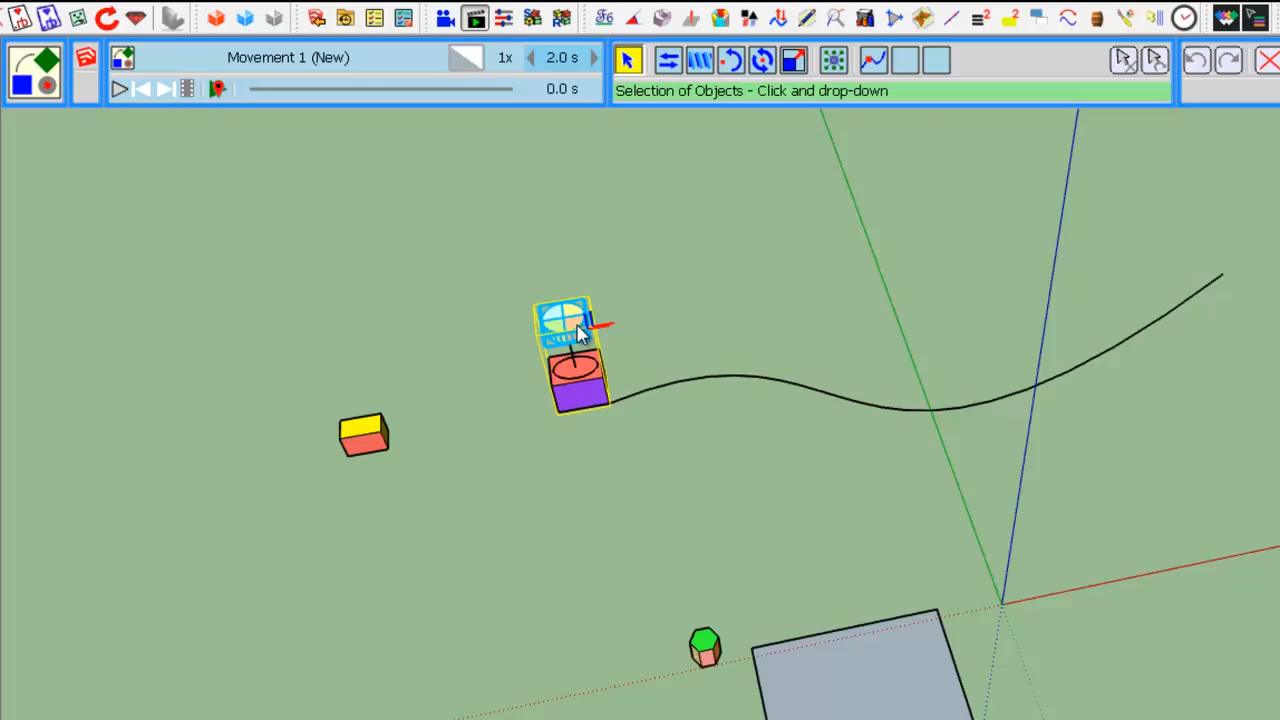 Movement 1 (New)
1x
2.0 s
0.0 s
Selection of Objects - Click and drop-down